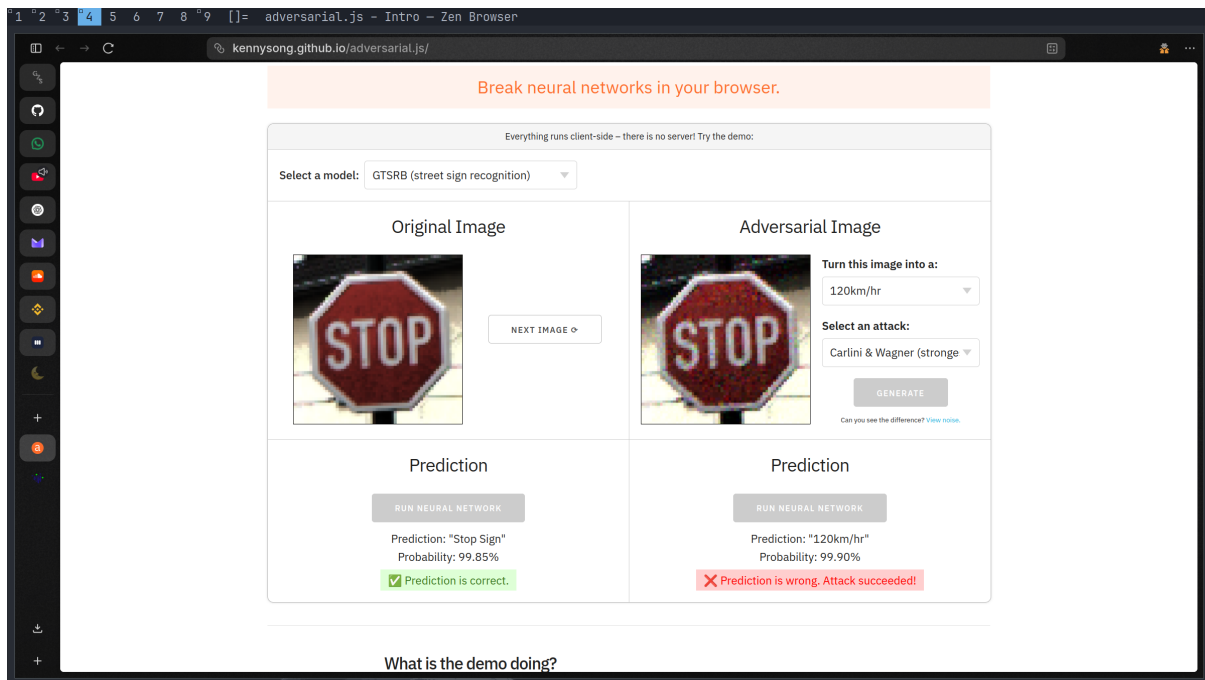 1 2 3 4 5 6 7 8 9 []= adversarial.js – Intro — Zen Browser
kennysong.github.io/adversarial.js/
Break neural networks in your browser.
Everything runs client-side – there is no server! Try the demo:
Select a model: GTSRB (street sign recognition)
Original Image
STOP
NEXT IMAGE ⟳
Adversarial Image
STOP
Turn this image into a:
120km/hr
Select an attack:
Carlini & Wagner (stronge
GENERATE
Can you see the difference? View noise.
Prediction
RUN NEURAL NETWORK
Prediction: "Stop Sign"
Probability: 99.85%
✅ Prediction is correct.
Prediction
RUN NEURAL NETWORK
Prediction: "120km/hr"
Probability: 99.90%
❌ Prediction is wrong. Attack succeeded!
What is the demo doing?